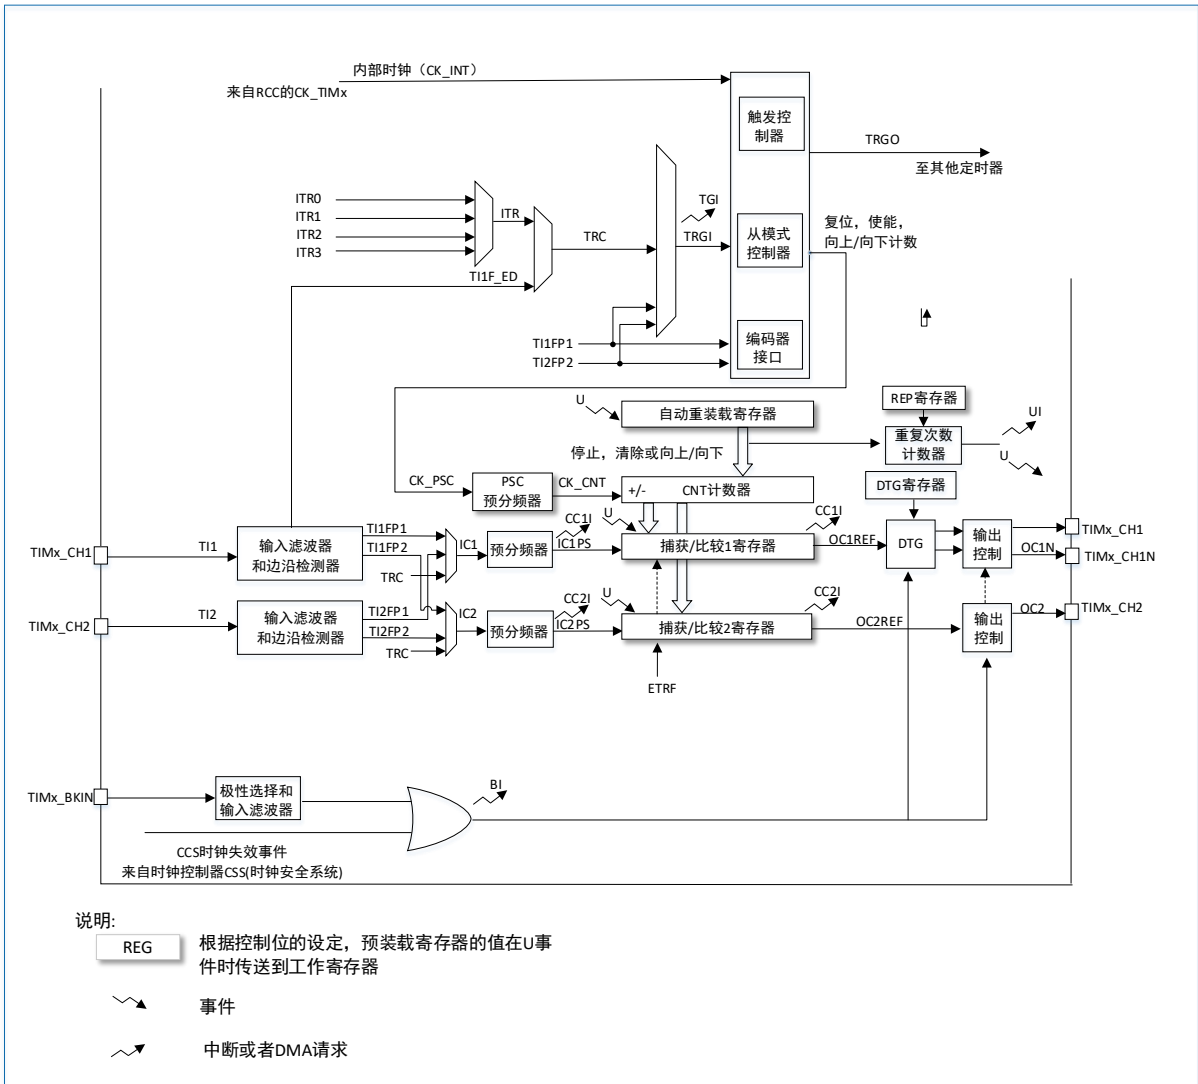 内部时钟（CK_INT）
来自RCC的CK_TIMx
触发控
制器
TRGO
至其他定时器
ITR0
ITR1
ITR2
ITR3
ITR
TI1F_ED
TRC
TGI
TRGI
从模式
控制器
复位，使能，
向上/向下计数
TI1FP1
TI2FP2
编码器
接口
U
自动重装载寄存器
REP寄存器
重复次数
计数器
UI
U
停止，清除或向上/向下
CK_PSC
PSC
预分频器
CK_CNT
+/-
CNT计数器
DTG寄存器
TIMx_CH1
TI1
输入滤波器
和边沿检测器
TI1FP1
TI1FP2
TRC
IC1
预分频器
CC1I
IC1PS
U
捕获/比较1寄存器
CC1I
OC1REF
DTG
输出
控制
OC1N
TIMx_CH1
TIMx_CH1N
TIMx_CH2
TI2
输入滤波器
和边沿检测器
TI2FP1
TI2FP2
TRC
IC2
预分频器
CC2I
IC2PS
U
捕获/比较2寄存器
CC2I
OC2REF
输出
控制
OC2
TIMx_CH2
ETRF
TIMx_BKIN
极性选择和
输入滤波器
BI
CCS时钟失效事件
来自时钟控制器CSS(时钟安全系统)
说明:
REG
根据控制位的设定，预装载寄存器的值在U事
件时传送到工作寄存器
事件
中断或者DMA请求